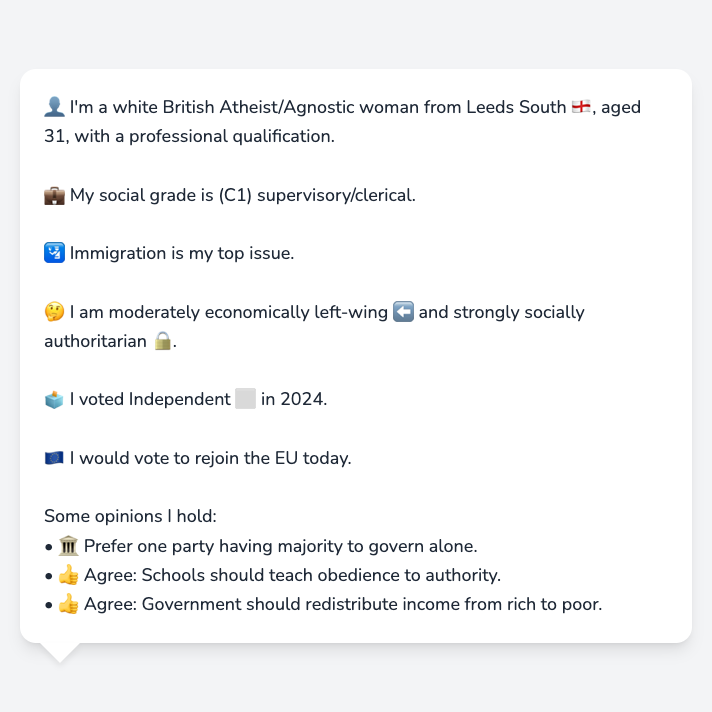 👤 I'm a white British Atheist/Agnostic woman from Leeds South 🏴󠁧󠁢󠁥󠁮󠁧󠁿, aged
31, with a professional qualification.
💼 My social grade is (C1) supervisory/clerical.
🛂 Immigration is my top issue.
🤔 I am moderately economically left-wing ⬅️ and strongly socially
authoritarian 🔒.
🗳️ I voted Independent ⬜ in 2024.
🇪🇺 I would vote to rejoin the EU today.
Some opinions I hold:
• 🏛️ Prefer one party having majority to govern alone.
• 👍 Agree: Schools should teach obedience to authority.
• 👍 Agree: Government should redistribute income from rich to poor.